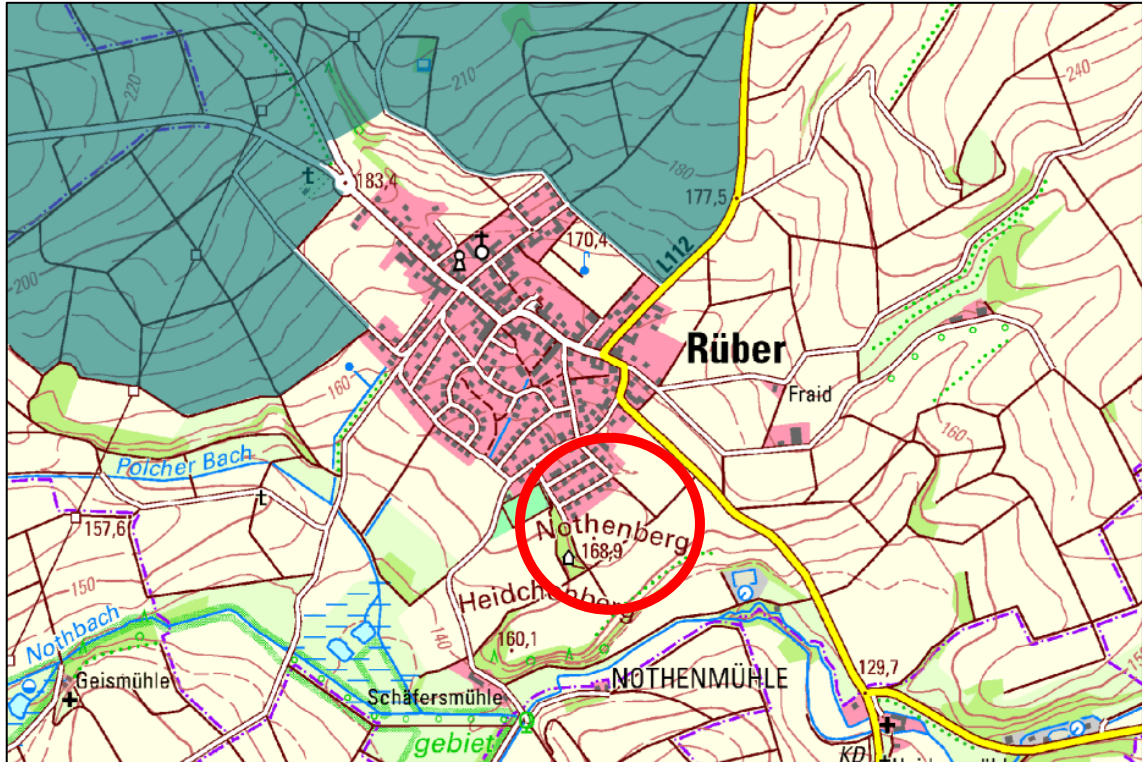 220
210
240
183,4
180
177,5
170,4
L112
200
Rüber
160
Fraid
160
Polcher Bach
157,6
Nothenberg
168,9
150
Heidchenberg
Nothbach
140
160,1
Geismühle
Schäfersmühle
NOTHENMÜHLE
129,7
gebiet
KD